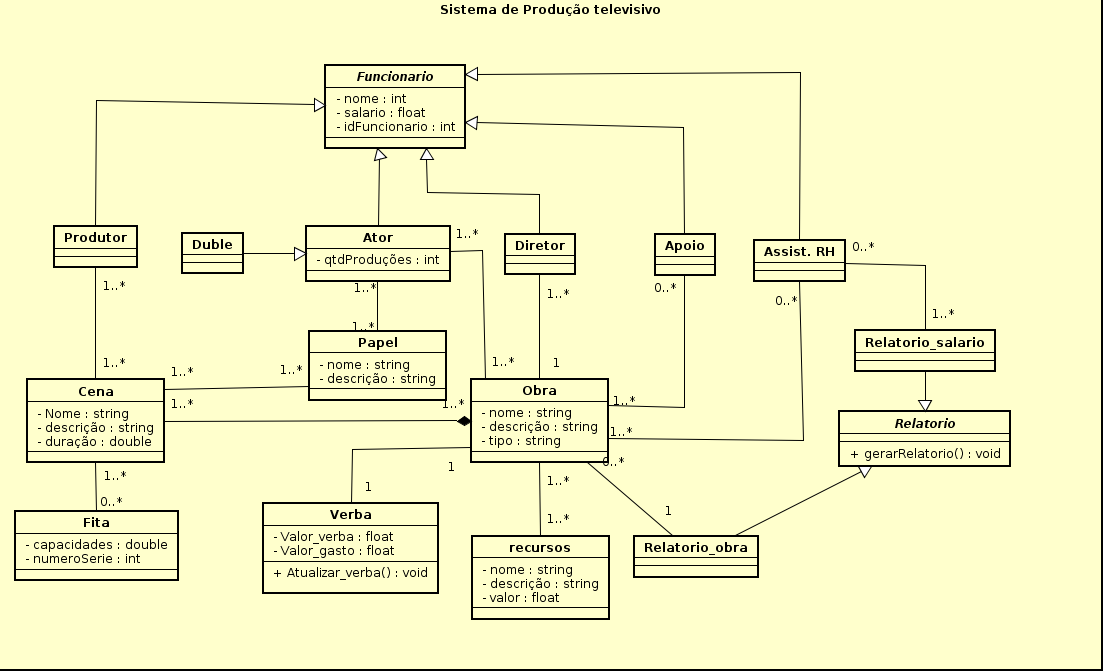 Sistema de Produção televisivo
Funcionario
- nome : int
- salario : float
- idFuncionario : int
Produtor
Duble
Ator
- qtdProduções : int
1..*
Diretor
Apoio
Assist. RH
0..*
1..*
1..*
1..*
0..*
0..*
1..*
1..*
Relatorio_salario
Papel
- nome : string
- descrição : string
1..*
1..*
1..*
1..*
1
Cena
- Nome : string
- descrição : string
- duração : double
1..*
1..*
Obra
- nome : string
- descrição : string
- tipo : string
1..*
1..*
Relatorio
+ gerarRelatorio() : void
1..*
0..*
1
1
1..*
1..*
0..*
1
Fita
- capacidades : double
- numeroSerie : int
Verba
- Valor_verba : float
- Valor_gasto : float
+ Atualizar_verba() : void
recursos
- nome : string
- descrição : string
- valor : float
Relatorio_obra